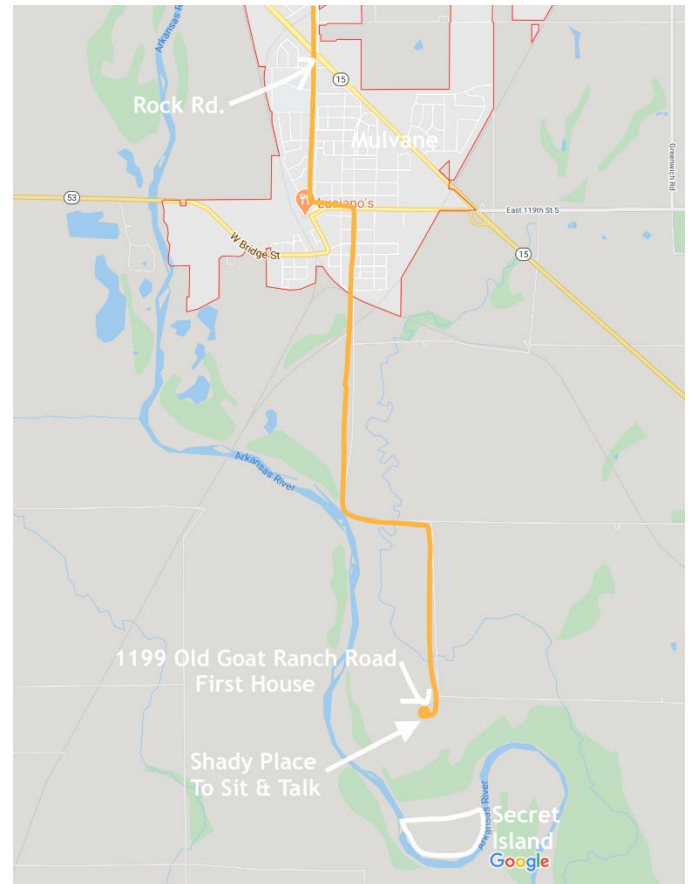 Arkansas R
Rock Rd.
15
Mulvane
Greenwich Rd
53
Luciano's
East 119th St S
W Bridge St
15
Arkansas River
1199 Old Goat Ranch Road
First House
Shady Place
To Sit & Talk
Arkansas River
Secret
Island
Google